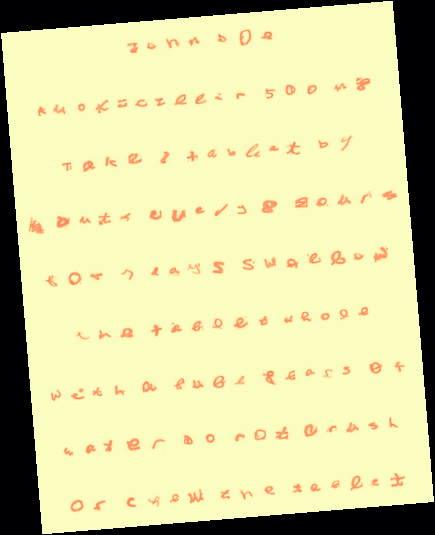 John DOe
Amoxicillin 500 mg
Take tablet by
mouth every 8 hours
for 7 days swallow
the tablet whole
with a full glass of
water do not crush
or chew the tablet